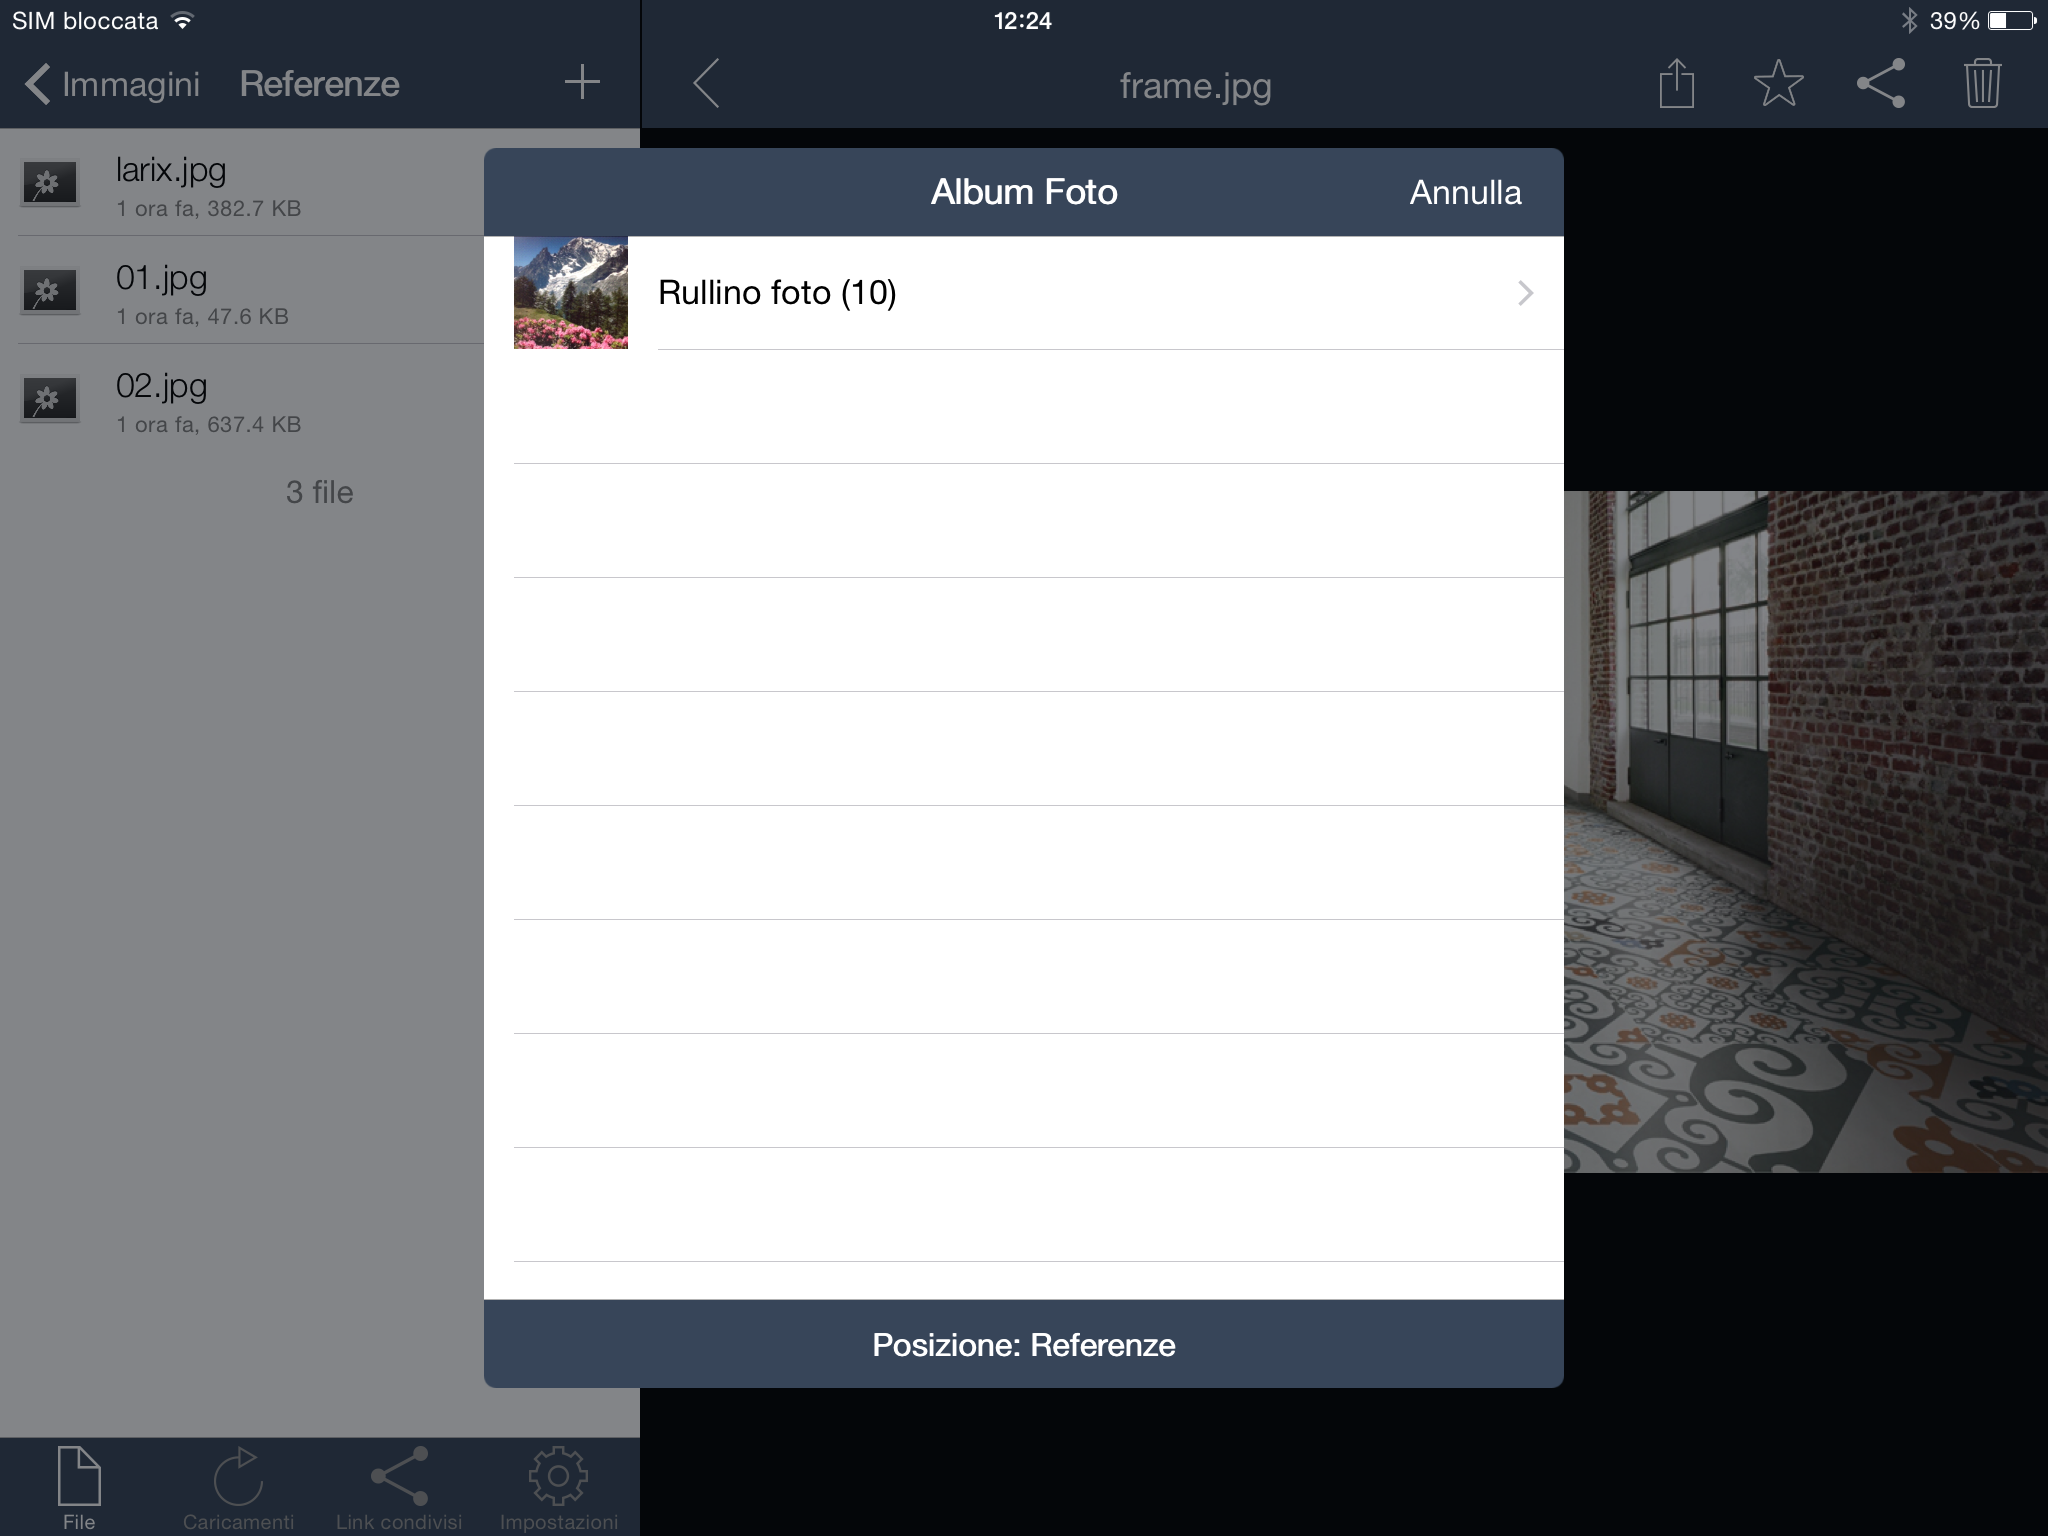 SIM bloccata
12:24
39%
Immagini
Referenze
frame.jpg
larix.jpg
1 ora fa, 382.7 KB
01.jpg
1 ora fa, 47.6 KB
02.jpg
1 ora fa, 637.4 KB
3 file
Album Foto
Annulla
Rullino foto (10)
Posizione: Referenze
File
Caricamenti
Link condivisi
Impostazioni